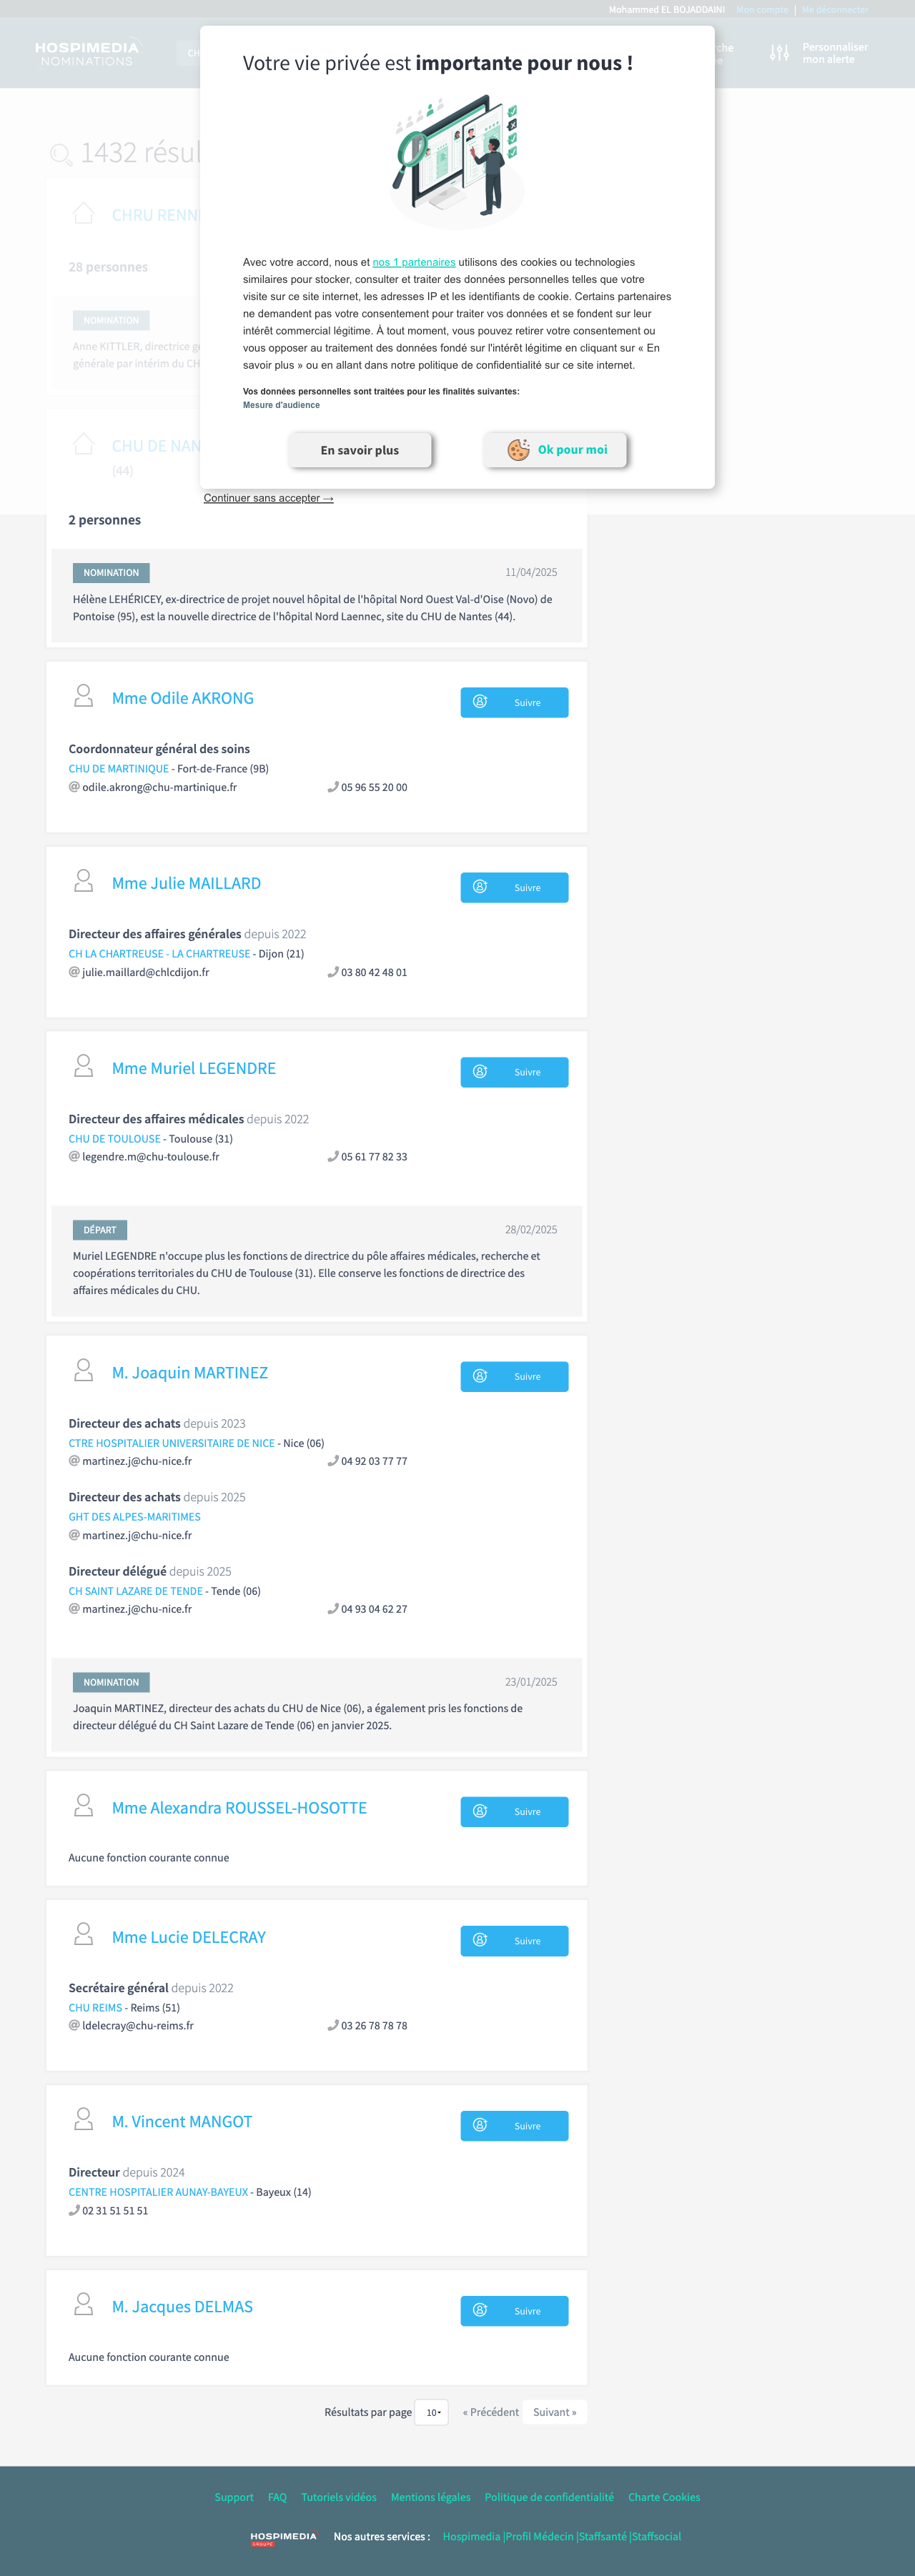 Mohammed EL BOJADDAINI Mon compte | Me déconnecter
HOSPIMEDIA
NOMINATIONS
CH
Personnaliser
mon alerte
Votre vie privée est importante pour nous !
1432 résul
CHRU RENN
28 personnes
NOMINATION
Anne KITTLER, directrice g
générale par intérim du CH
Avec votre accord, nous et nos 1 partenaires utilisons des cookies ou technologies
similaires pour stocker, consulter et traiter des données personnelles telles que votre
visite sur ce site internet, les adresses IP et les identifiants de cookie. Certains partenaires
ne demandent pas votre consentement pour traiter vos données et se fondent sur leur
intérêt commercial légitime. À tout moment, vous pouvez retirer votre consentement ou
vous opposer au traitement des données fondé sur l'intérêt légitime en cliquant sur « En
savoir plus » ou en allant dans notre politique de confidentialité sur ce site internet.
Vos données personnelles sont traitées pour les finalités suivantes:
Mesure d'audience
En savoir plus
Ok pour moi
Continuer sans accepter →
CHU DE NAN
(44)
2 personnes
NOMINATION 11/04/2025
Hélène LEHÉRICEY, ex-directrice de projet nouvel hôpital de l'hôpital Nord Ouest Val-d'Oise (Novo) de
Pontoise (95), est la nouvelle directrice de l'hôpital Nord Laennec, site du CHU de Nantes (44).
Mme Odile AKRONG
Suivre
Coordonnateur général des soins
CHU DE MARTINIQUE - Fort-de-France (9B)
odile.akrong@chu-martinique.fr 05 96 55 20 00
Mme Julie MAILLARD
Suivre
Directeur des affaires générales depuis 2022
CH LA CHARTREUSE - LA CHARTREUSE - Dijon (21)
julie.maillard@chlcdijon.fr 03 80 42 48 01
Mme Muriel LEGENDRE
Suivre
Directeur des affaires médicales depuis 2022
CHU DE TOULOUSE - Toulouse (31)
legendre.m@chu-toulouse.fr 05 61 77 82 33
DÉPART 28/02/2025
Muriel LEGENDRE n'occupe plus les fonctions de directrice du pôle affaires médicales, recherche et
coopérations territoriales du CHU de Toulouse (31). Elle conserve les fonctions de directrice des
affaires médicales du CHU.
M. Joaquin MARTINEZ
Suivre
Directeur des achats depuis 2023
CTRE HOSPITALIER UNIVERSITAIRE DE NICE - Nice (06)
martinez.j@chu-nice.fr 04 92 03 77 77
Directeur des achats depuis 2025
GHT DES ALPES-MARITIMES
martinez.j@chu-nice.fr
Directeur délégué depuis 2025
CH SAINT LAZARE DE TENDE - Tende (06)
martinez.j@chu-nice.fr 04 93 04 62 27
NOMINATION 23/01/2025
Joaquin MARTINEZ, directeur des achats du CHU de Nice (06), a également pris les fonctions de
directeur délégué du CH Saint Lazare de Tende (06) en janvier 2025.
Mme Alexandra ROUSSEL-HOSOTTE
Suivre
Aucune fonction courante connue
Mme Lucie DELECRAY
Suivre
Secrétaire général depuis 2022
CHU REIMS - Reims (51)
ldelecray@chu-reims.fr 03 26 78 78 78
M. Vincent MANGOT
Suivre
Directeur depuis 2024
CENTRE HOSPITALIER AUNAY-BAYEUX - Bayeux (14)
02 31 51 51 51
M. Jacques DELMAS
Suivre
Aucune fonction courante connue
Résultats par page 10 « Précédent Suivant »
Support FAQ Tutoriels vidéos Mentions légales Politique de confidentialité Charte Cookies
HOSPIMEDIA GROUPE Nos autres services : Hospimedia |Profil Médecin |Staffsanté |Staffsocial